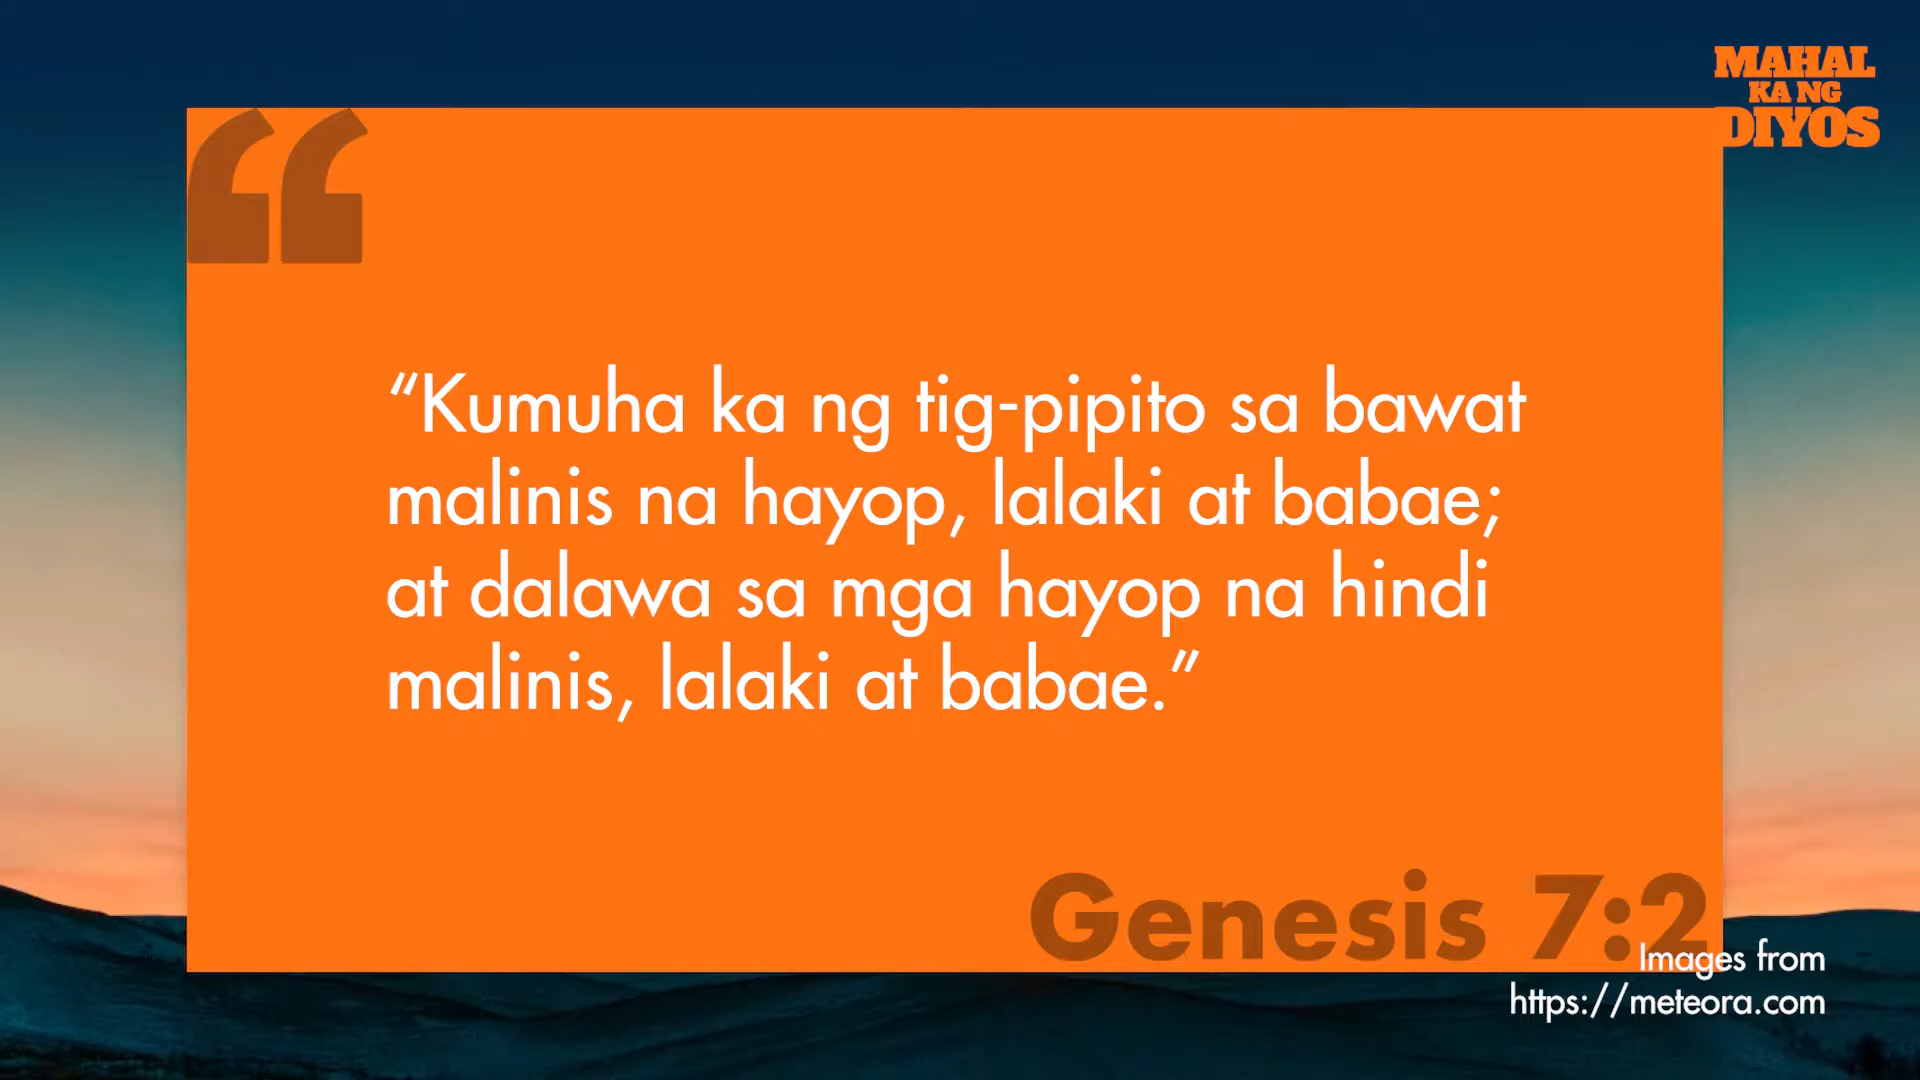 MAHAL
KA NG
DIYOS
“Kumuha ka ng tig-pipito sa bawat
malinis na hayop, lalaki at babae;
at dalawa sa mga hayop na hindi
malinis, lalaki at babae.”
Genesis 7:2
Images from
https://meteora.com